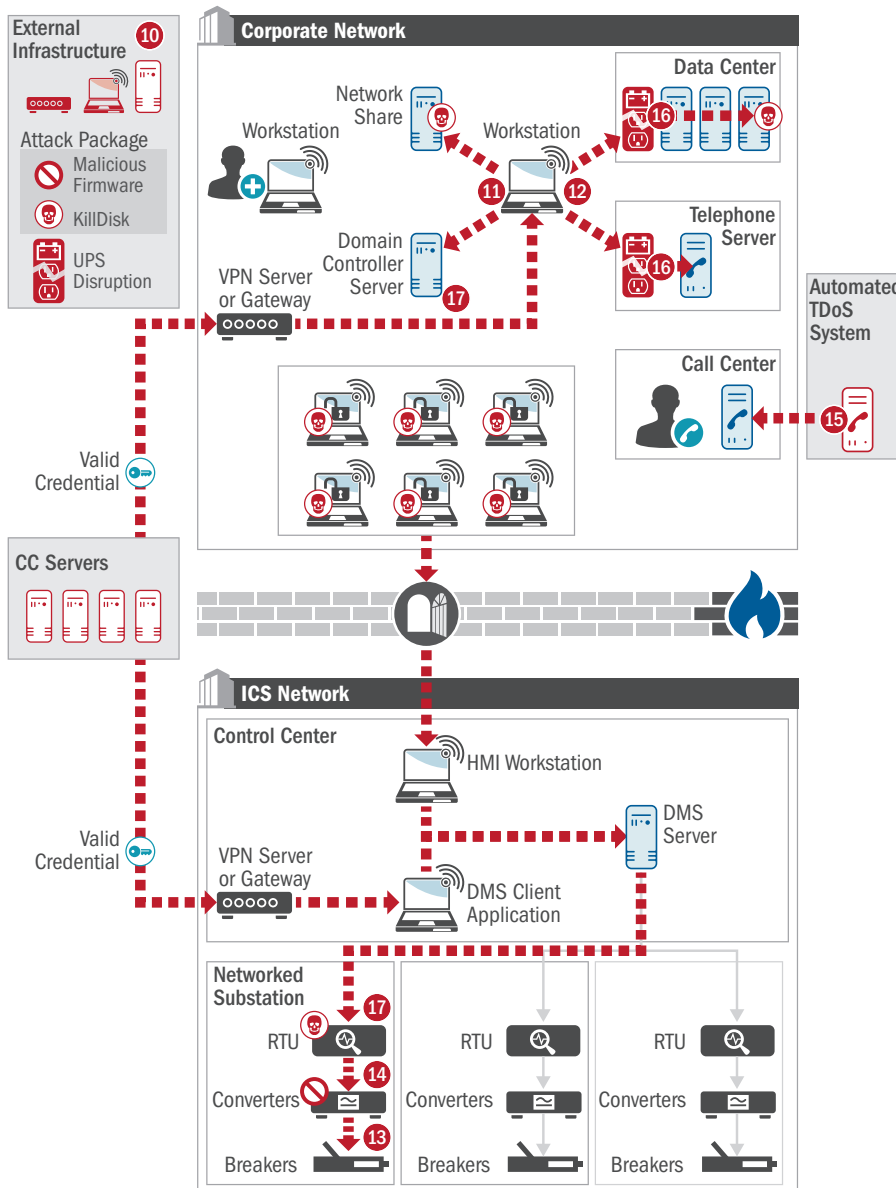 External
Infrastructure
10
Attack Package
Malicious
Firmware
KillDisk
UPS
Disruption
Corporate Network
Workstation
Network
Share
Workstation
11
12
Domain
Controller
Server
17
VPN Server
or Gateway
Data Center
16
Telephone
Server
16
Call Center
Automated
TDoS
System
15
Valid
Credential
CC Servers
Valid
Credential
ICS Network
Control Center
HMI Workstation
DMS
Server
VPN Server
or Gateway
DMS Client
Application
Networked
Substation
17
RTU
14
Converters
13
Breakers
RTU
Converters
Breakers
RTU
Converters
Breakers